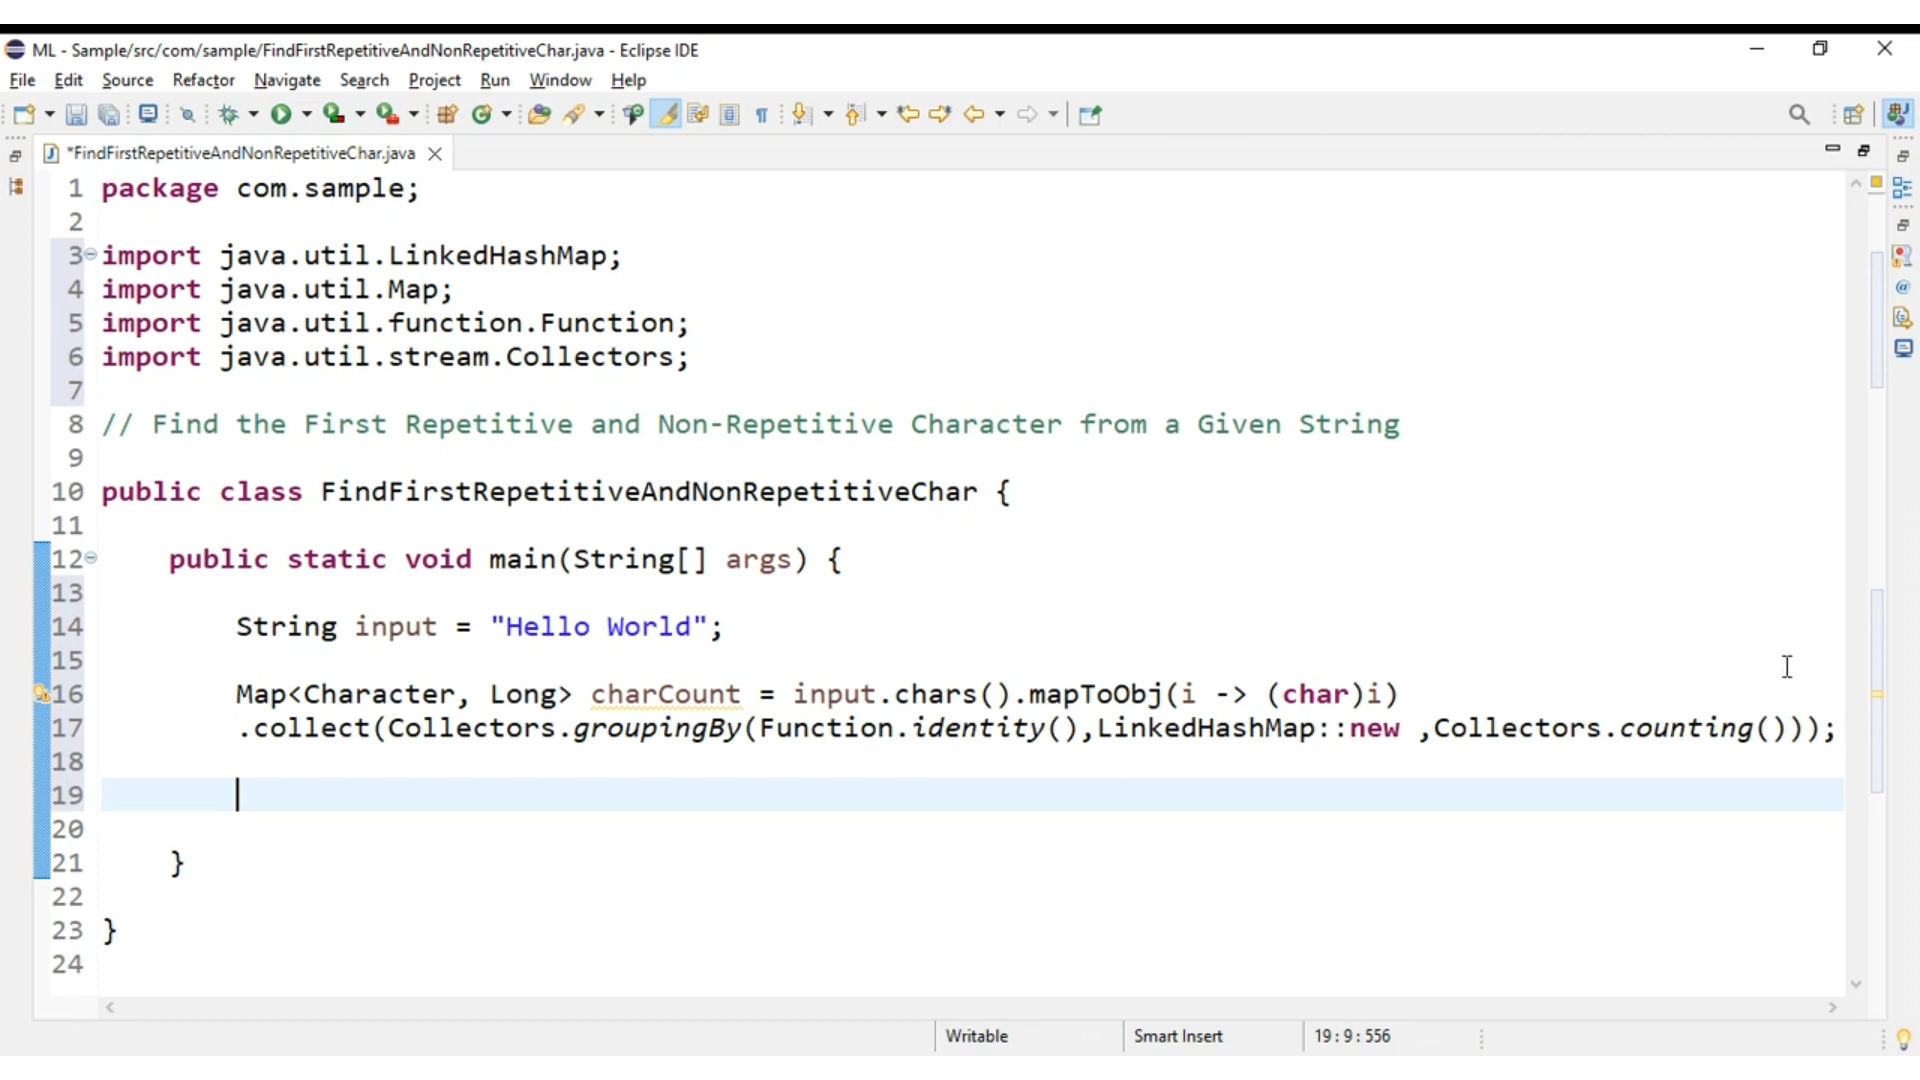 ML - Sample/src/com/sample/FindFirstRepetitiveAndNonRepetitiveChar.java - Eclipse IDE
File Edit Source Refactor Navigate Search Project Run Window Help
*FindFirstRepetitiveAndNonRepetitiveChar.java
1 package com.sample;
2
3 import java.util.LinkedHashMap;
4 import java.util.Map;
5 import java.util.function.Function;
6 import java.util.stream.Collectors;
7
8 // Find the First Repetitive and Non-Repetitive Character from a Given String
9
10 public class FindFirstRepetitiveAndNonRepetitiveChar {
11
12 public static void main(String[] args) {
13
14 String input = "Hello World";
15
16 Map<Character, Long> charCount = input.chars().mapToObj(i -> (char)i)
17 .collect(Collectors.groupingBy(Function.identity(),LinkedHashMap::new ,Collectors.counting()));
18
19
20
21 }
22
23 }
24
Writable Smart Insert 19 : 9 : 556